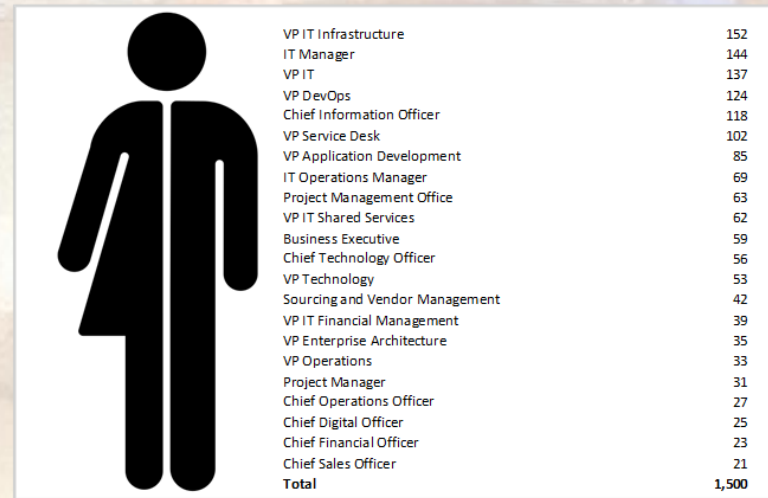 VP IT Infrastructure 152
IT Manager 144
VP IT 137
VP DevOps 124
Chief Information Officer 118
VP Service Desk 102
VP Application Development 85
IT Operations Manager 69
Project Management Office 63
VP IT Shared Services 62
Business Executive 59
Chief Technology Officer 56
VP Technology 53
Sourcing and Vendor Management 42
VP IT Financial Management 39
VP Enterprise Architecture 35
VP Operations 33
Project Manager 31
Chief Operations Officer 27
Chief Digital Officer 25
Chief Financial Officer 23
Chief Sales Officer 21
Total 1,500